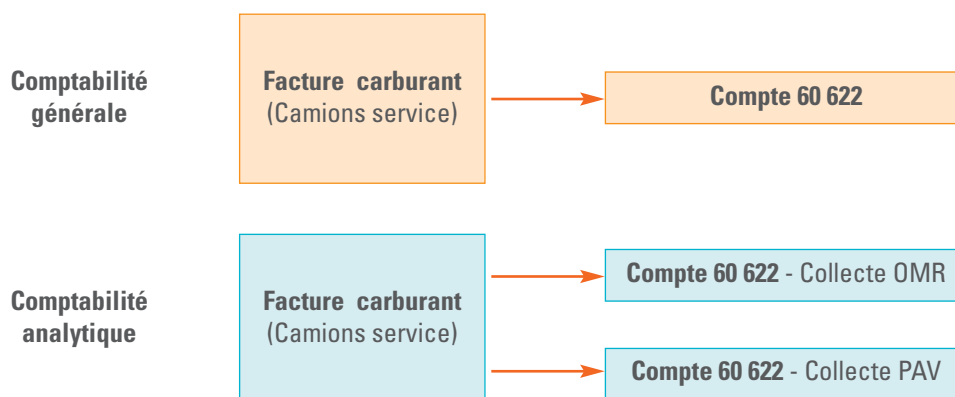 Comptabilité
générale
Facture carburant
(Camions service)
Compte 60 622
Comptabilité
analytique
Facture carburant
(Camions service)
Compte 60 622 - Collecte OMR
Compte 60 622 - Collecte PAV